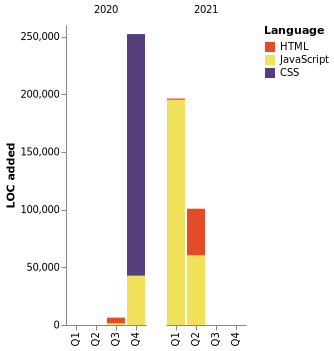 2020 2021
Language
HTML
JavaScript
CSS
LOC added
250,000
200,000
150,000
100,000
50,000
0
Q1 Q2 Q3 Q4 Q1 Q2 Q3 Q4